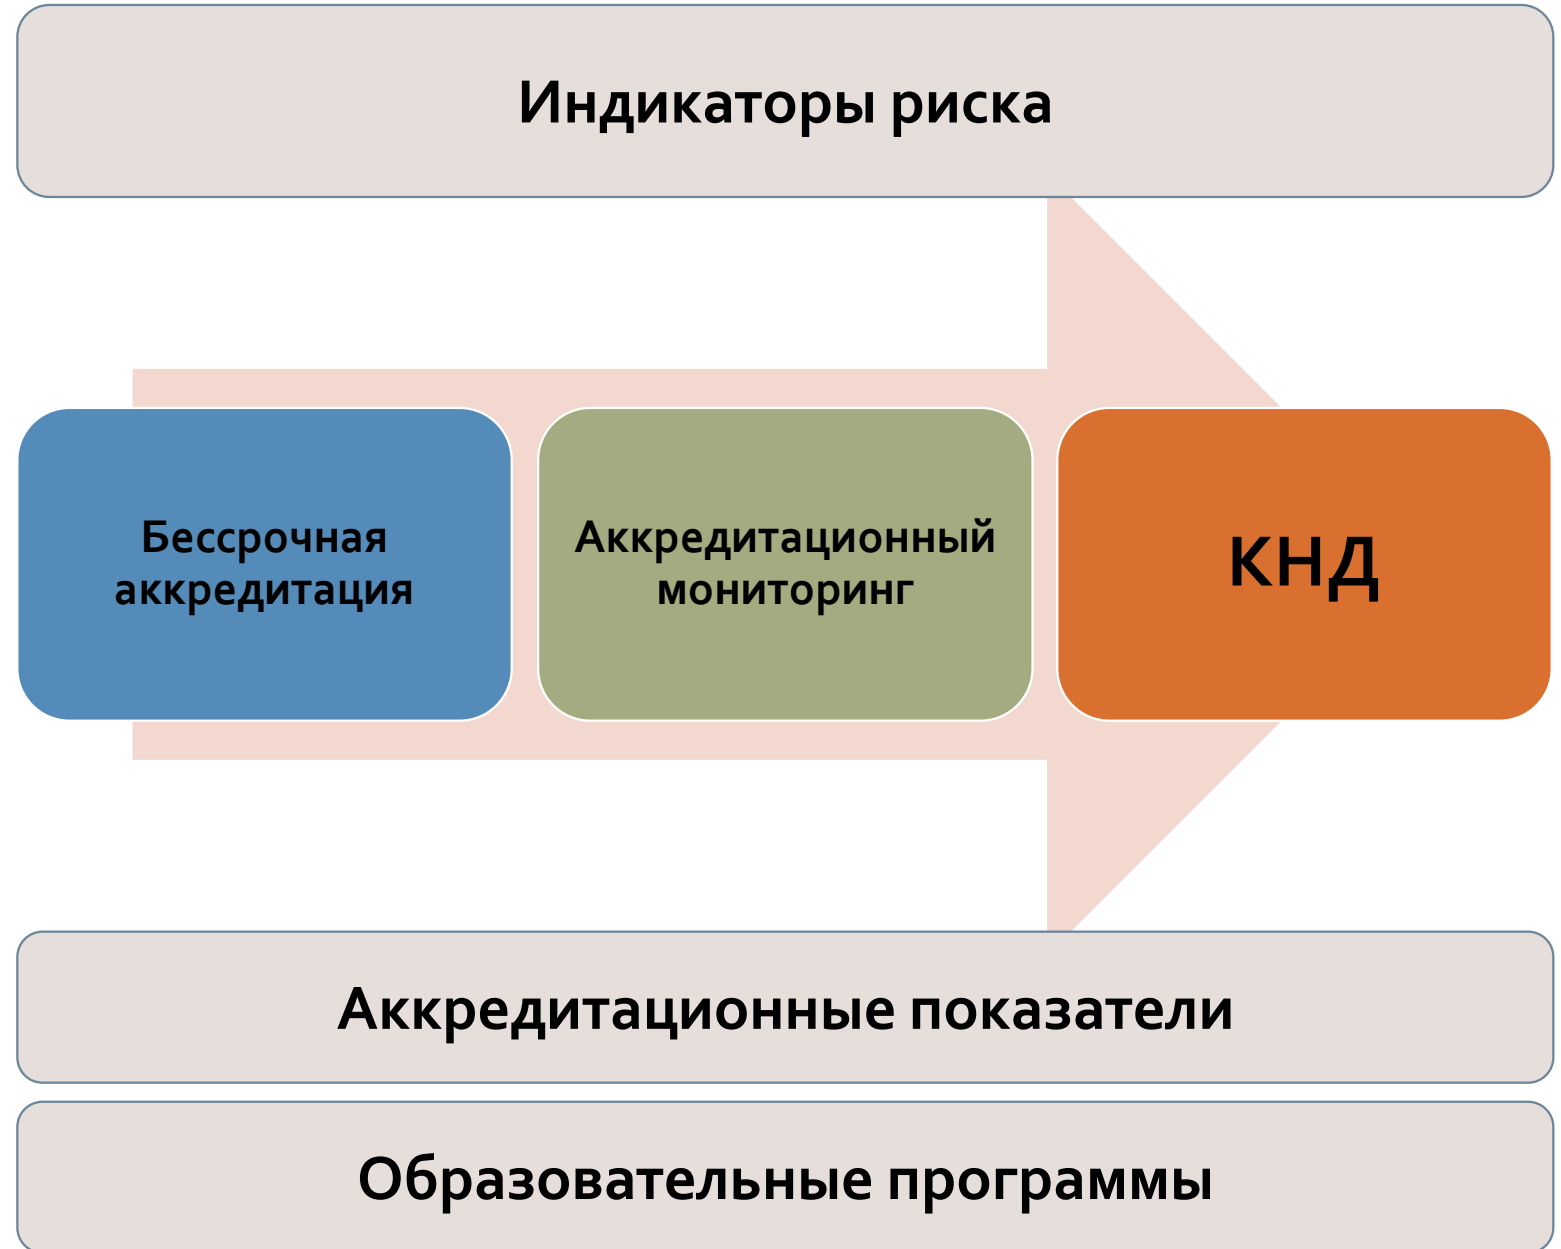 Индикаторы риска
Бессрочная
аккредитация
Аккредитационный
мониторинг
КНД
Аккредитационные показатели
Образовательные программы